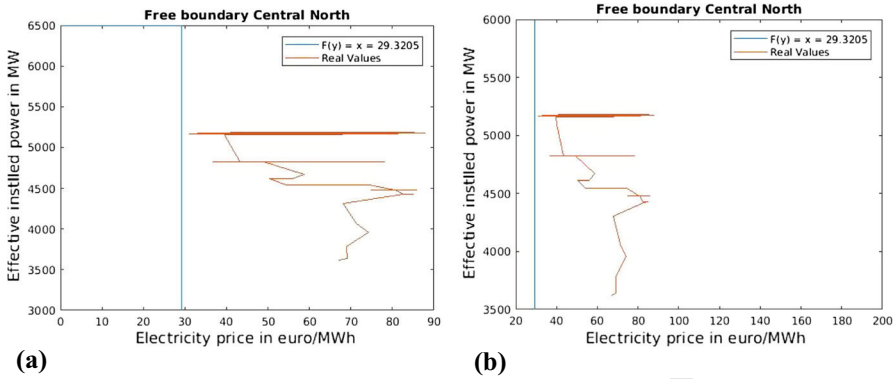 Free boundary Central North
F(y) = x = 29.3205
Real Values
Effective instlled power in MW
6500
6000
5500
5000
4500
4000
3500
3000
0 10 20 30 40 50 60 70 80 90
Electricity price in euro/MWh
(a)
Free boundary Central North
F(y) = x = 29.3205
Real Values
Effective instlled power in MW
6000
5500
5000
4500
4000
3500
20 40 60 80 100 120 140 160 180 200
Electricity price in euro/MWh
(b)